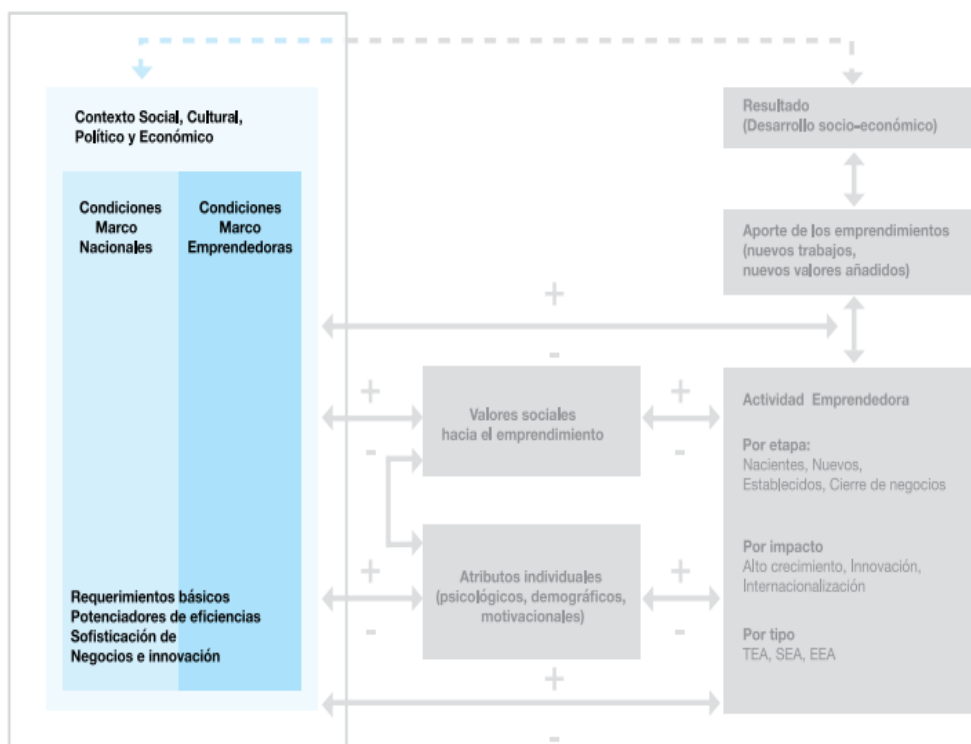 Contexto Social, Cultural,
Político y Económico
Condiciones
Marco
Nacionales
Condiciones
Marco
Emprendedoras
Requerimientos básicos
Potenciadores de eficiencias
Sofisticación de
Negocios e innovación
+
-
+
-
Valores sociales
hacia el emprendimiento
+
-
+
-
Atributos individuales
(psicológicos, demográficos,
motivacionales)
+
-
+
-
Resultado
(Desarrollo socio-económico)
Aporte de los emprendimientos
(nuevos trabajos,
nuevos valores añadidos)
Actividad Emprendedora
Por etapa:
Nacientes, Nuevos,
Establecidos, Cierre de negocios
Por impacto
Alto crecimiento, Innovación,
Internacionalización
Por tipo
TEA, SEA, EEA